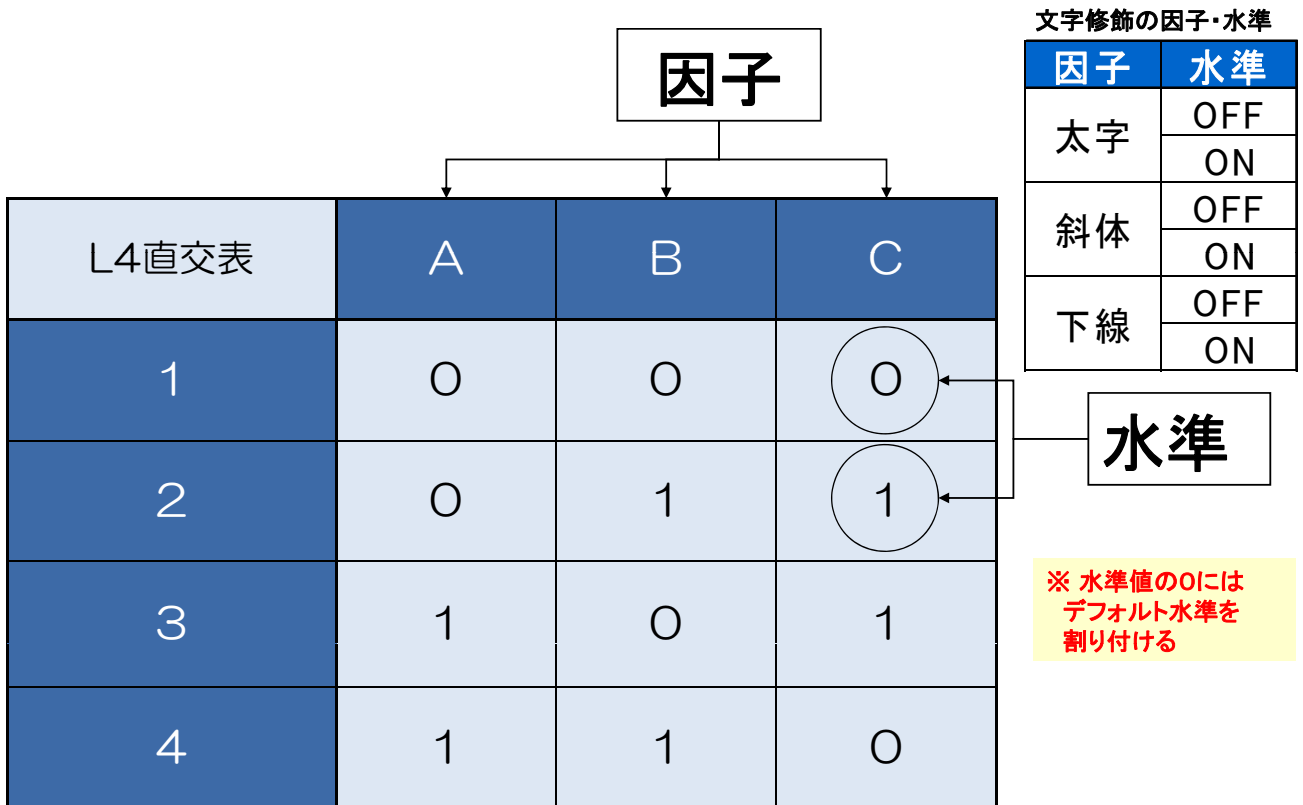 文字修飾の因子・水準
因子 水準
太字 OFF
ON
斜体 OFF
ON
下線 OFF
ON
因子
L4直交表 A B C
1 0 0 0
2 0 1 1
3 1 0 1
4 1 1 0
水準
※ 水準値の0には
デフォルト水準を
割り付ける